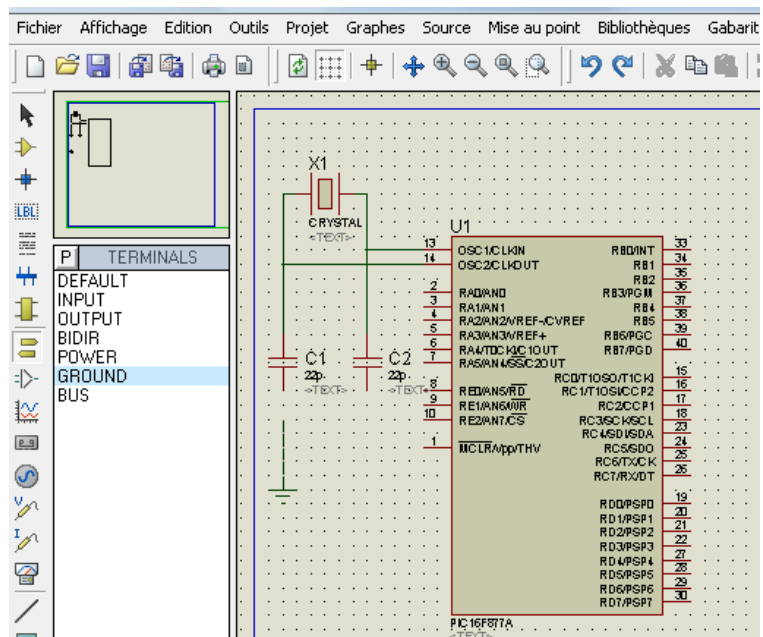 Fichier Affichage Edition Outils Projet Graphes Source Mise au point Bibliothèques Gabarit
LBL
P TERMINALS
DEFAULT
INPUT
OUTPUT
BIDIR
POWER
GROUND
BUS
X1
CRYSTAL
<TEXT>
C1
22p
<TEXT>
C2
22p
<TEXT>
U1
13 OSC1/CLKIN
14 OSC2/CLKOUT
2 RA0/AN0
3 RA1/AN1
4 RA2/AN2/VREF-/CVREF
5 RA3/AN3/VREF+
6 RA4/T0CKI/C1OUT
7 RA5/AN4/SS/C2OUT
8 RE0/AN5/RD
9 RE1/AN6/WR
10 RE2/AN7/CS
1 MCLR/Vpp/THV
RB0/INT 33
RB1 34
RB2 35
RB3/PGM 36
RB4 37
RB5 38
RB6/PGC 39
RB7/PGD 40
RC0/T1OSO/T1CKI 15
RC1/T1OSI/CCP2 16
RC2/CCP1 17
RC3/SCK/SCL 18
RC4/SDI/SDA 23
RC5/SDO 24
RC6/TX/CK 25
RC7/RX/DT 26
RD0/PSP0 19
RD1/PSP1 20
RD2/PSP2 21
RD3/PSP3 22
RD4/PSP4 27
RD5/PSP5 28
RD6/PSP6 29
RD7/PSP7 30
PIC16F877A
<TEXT>